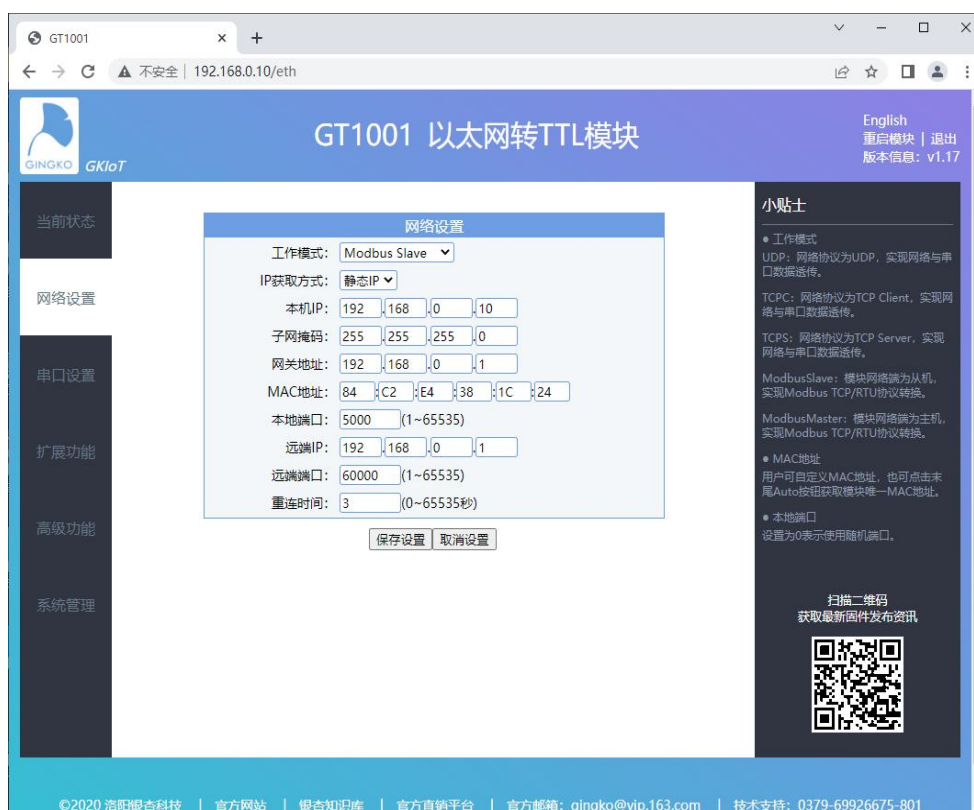 GT1001
不安全 | 192.168.0.10/eth
GINGKO GKIoT
GT1001 以太网转TTL模块
English
重启模块 | 退出
版本信息：v1.17
当前状态
网络设置
串口设置
扩展功能
高级功能
系统管理
网络设置
工作模式： Modbus Slave
IP获取方式： 静态IP
本机IP： 192 .168 .0 .10
子网掩码： 255 .255 .255 .0
网关地址： 192 .168 .0 .1
MAC地址： 84 :C2 :E4 :38 :1C :24
本地端口： 5000 (1~65535)
远端IP： 192 .168 .0 .1
远端端口： 60000 (1~65535)
重连时间： 3 (0~65535秒)
保存设置 取消设置
小贴士
● 工作模式
UDP：网络协议为UDP，实现网络与串
口数据透传。
TCPC：网络协议为TCP Client，实现网
络与串口数据透传。
TCPS：网络协议为TCP Server，实现
网络与串口数据透传。
ModbusSlave：模块网络端为从机，
实现Modbus TCP/RTU协议转换。
ModbusMaster：模块网络端为主机，
实现Modbus TCP/RTU协议转换。
● MAC地址
用户可自定义MAC地址，也可点击末
尾Auto按钮获取模块唯一MAC地址。
● 本地端口
设置为0表示使用随机端口。
扫描二维码
获取最新固件发布资讯
©2020 洛阳银杏科技 | 官方网站 | 银杏知识库 | 官方直销平台 | 官方邮箱：gingko@vip.163.com | 技术支持：0379-69926675-801